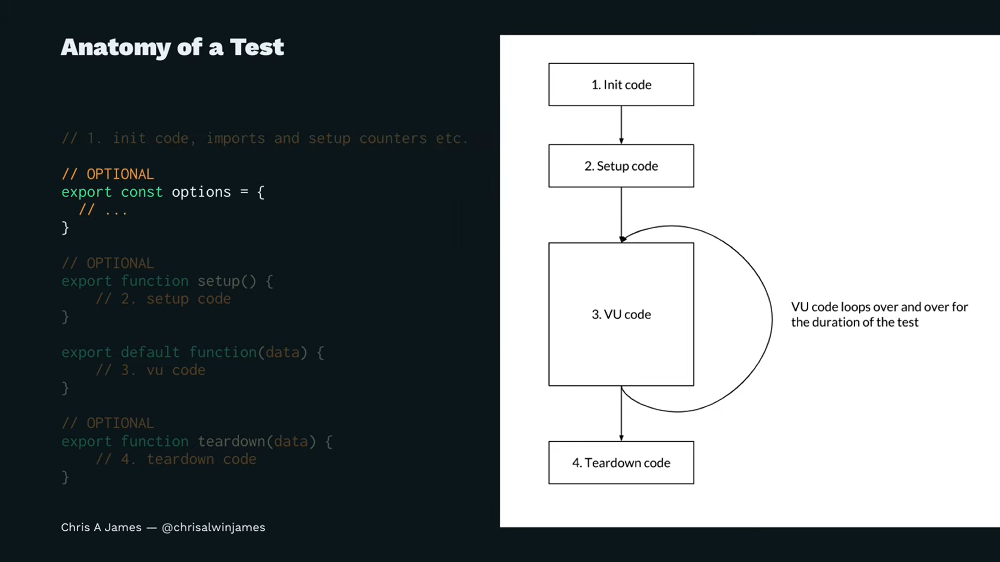 Anatomy of a Test
// 1. init code, imports and setup counters etc.
// OPTIONAL
export const options = {
  // ...
}
// OPTIONAL
export function setup() {
    // 2. setup code
}
export default function(data) {
    // 3. vu code
}
// OPTIONAL
export function teardown(data) {
    // 4. teardown code
}
Chris A James — @chrisalwinjames
1. Init code
2. Setup code
3. VU code
VU code loops over and over for
the duration of the test
4. Teardown code